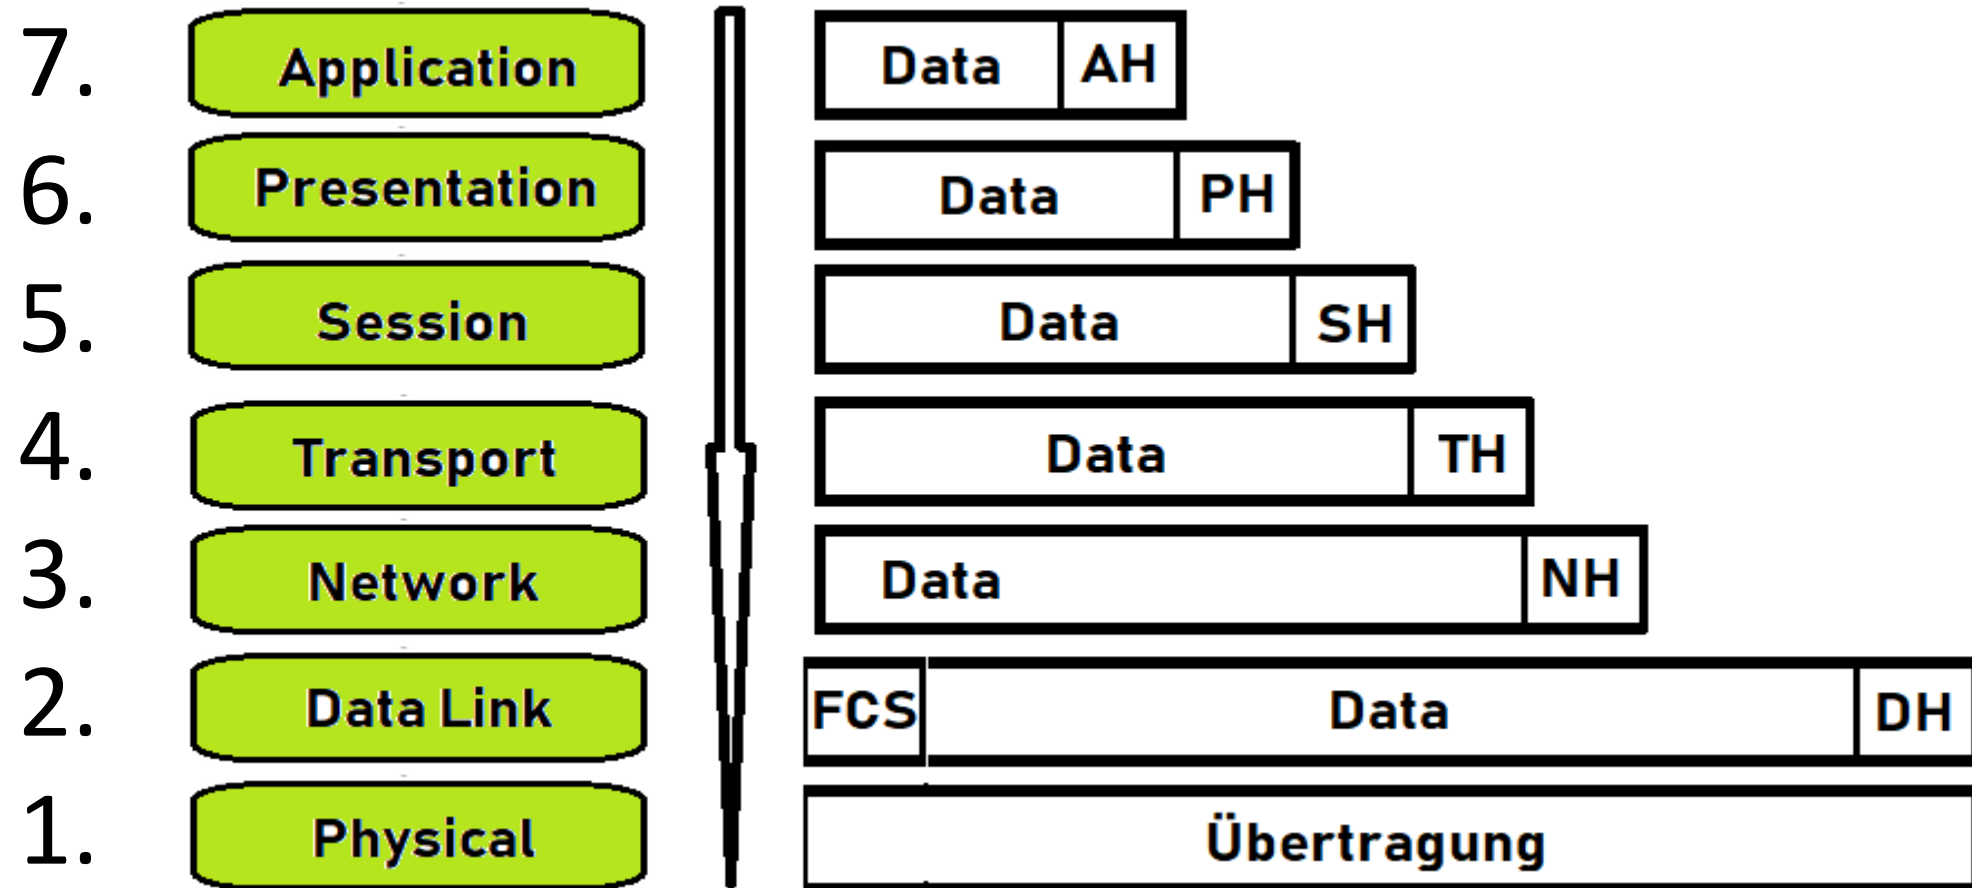 7. Application Data AH
6. Presentation Data PH
5. Session Data SH
4. Transport Data TH
3. Network Data NH
2. Data Link FCS Data DH
1. Physical Übertragung